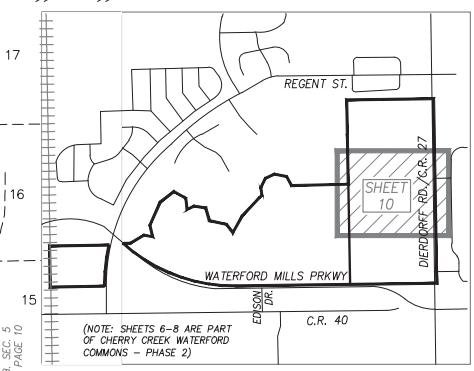 17
REGENT ST.
DIERDORFF RD./C.R. 27
SHEET
10
16
WATERFORD MILLS PRKWY
EDISON
DR.
15
C.R. 40
(NOTE: SHEETS 6-8 ARE PART
OF CHERRY CREEK WATERFORD
COMMONS - PHASE 2)
SEC. 5
PAGE 10